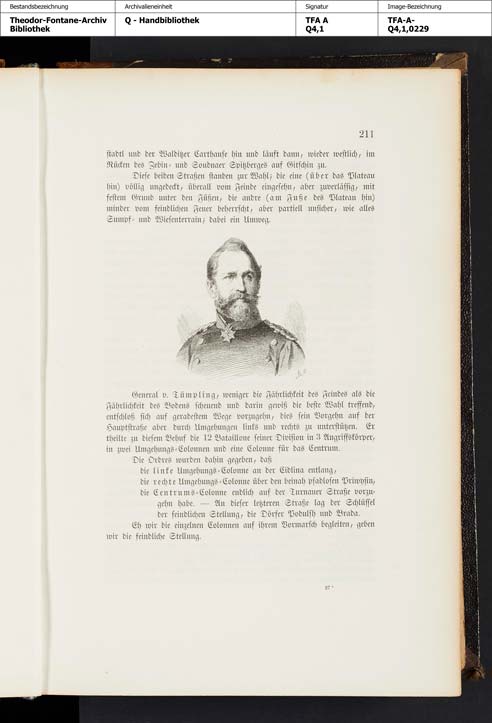 Bestandsbezeichnung
Archivalieneinheit
Signatur
Image-Bezeichnung
Theodor-Fontane-Archiv
Bibliothek
Q - Handbibliothek
TFA A
Q4,1
TFA-A-
Q4,1,0229
211
stadtl und der Walditzer Carthause hin und läuft dann, wieder westlich, im
Rücken des Zebin- und Soudnaer Spitzberges auf Gitschin zu.
Diese beiden Straßen standen zur Wahl; die eine (über das Plateau
hin) völlig ungedeckt, überall vom Feinde eingesehn, aber zuverlässig, mit
festem Grund unter den Füßen, die andre (am Fuße des Plateau hin)
minder vom feindlichen Feuer beherrscht, aber partiell unsicher, wie alles
Sumpf- und Wiesenterrain, dabei ein Umweg.
General v. Tümpling, weniger die Fährlichkeit des Feindes als die
Fährlichkeit des Bodens scheuend und darin gewiß die beste Wahl treffend,
entschloß sich auf geradestem Wege vorzugehn, dies sein Vorgehn auf der
Hauptstraße aber durch Umgehungen links und rechts zu unterstützen. Er
theilte zu diesem Behuf die 12 Bataillone seiner Division in 3 Angriffskörper,
in zwei Umgehungs-Colonnen und eine Colonne für das Centrum.
Die Ordres wurden dahin gegeben, daß
die linke Umgehungs-Colonne an der Cidlina entlang,
die rechte Umgehungs-Colonne über den beinah pfadlosen Priwysin,
die Centrums-Colonne endlich auf der Turnauer Straße vorzu-
gehn habe. — An dieser letzteren Straße lag der Schlüssel
der feindlichen Stellung, die Dörfer Podulsh und Brada.
Eh wir die einzelnen Colonnen auf ihrem Vormarsch begleiten, geben
wir die feindliche Stellung.
27*